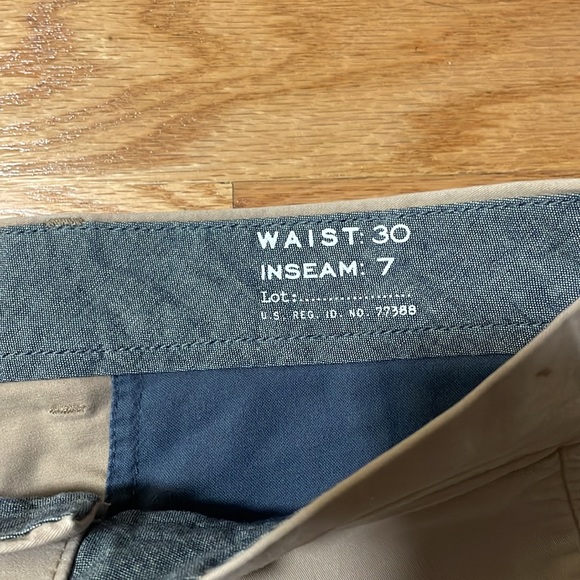 WAIST: 30
INSEAM: 7
Lot:....................
U.S. REG. ID. NO. 77388